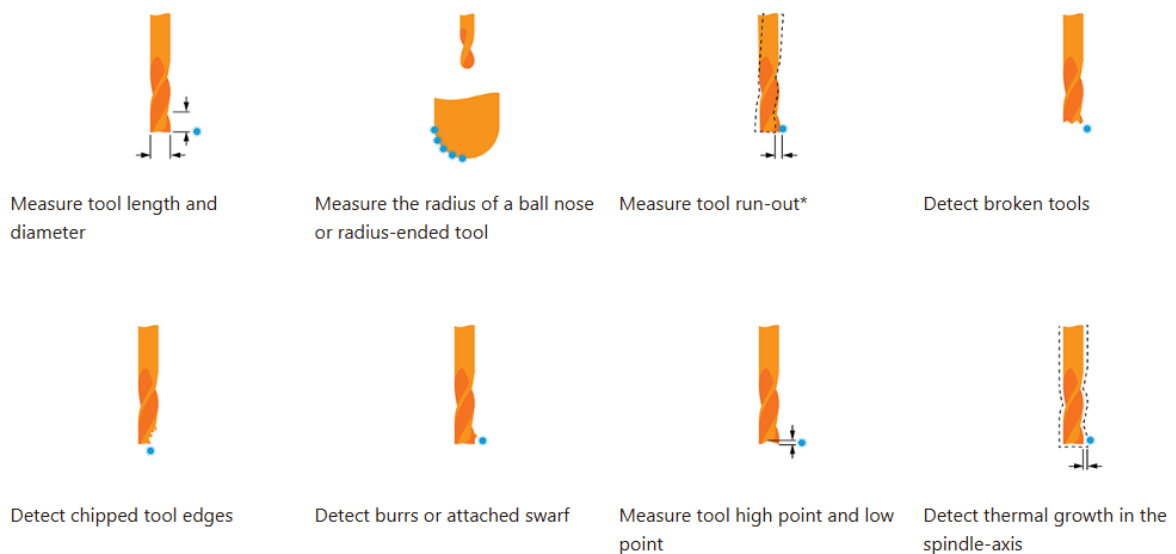 Measure tool length and
diameter
Measure the radius of a ball nose
or radius-ended tool
Measure tool run-out*
Detect broken tools
Detect chipped tool edges
Detect burrs or attached swarf
Measure tool high point and low
point
Detect thermal growth in the
spindle-axis